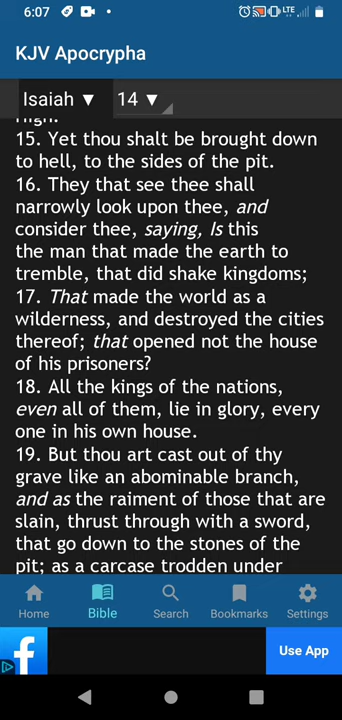 6:07
LTE
KJV Apocrypha
Isaiah ▼ 14 ▼
High.
15. Yet thou shalt be brought down
to hell, to the sides of the pit.
16. They that see thee shall
narrowly look upon thee, and
consider thee, saying, Is this
the man that made the earth to
tremble, that did shake kingdoms;
17. That made the world as a
wilderness, and destroyed the cities
thereof; that opened not the house
of his prisoners?
18. All the kings of the nations,
even all of them, lie in glory, every
one in his own house.
19. But thou art cast out of thy
grave like an abominable branch,
and as the raiment of those that are
slain, thrust through with a sword,
that go down to the stones of the
pit; as a carcase trodden under
Home Bible Search Bookmarks Settings
f Use App